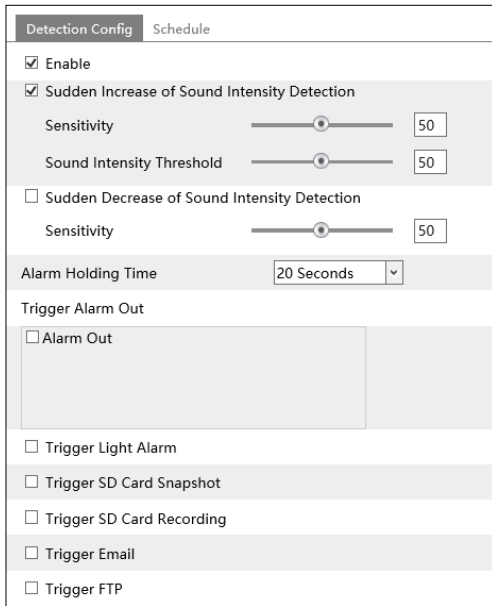 Detection Config Schedule
Enable
Sudden Increase of Sound Intensity Detection
Sensitivity 50
Sound Intensity Threshold 50
Sudden Decrease of Sound Intensity Detection
Sensitivity 50
Alarm Holding Time 20 Seconds
Trigger Alarm Out
Alarm Out
Trigger Light Alarm
Trigger SD Card Snapshot
Trigger SD Card Recording
Trigger Email
Trigger FTP